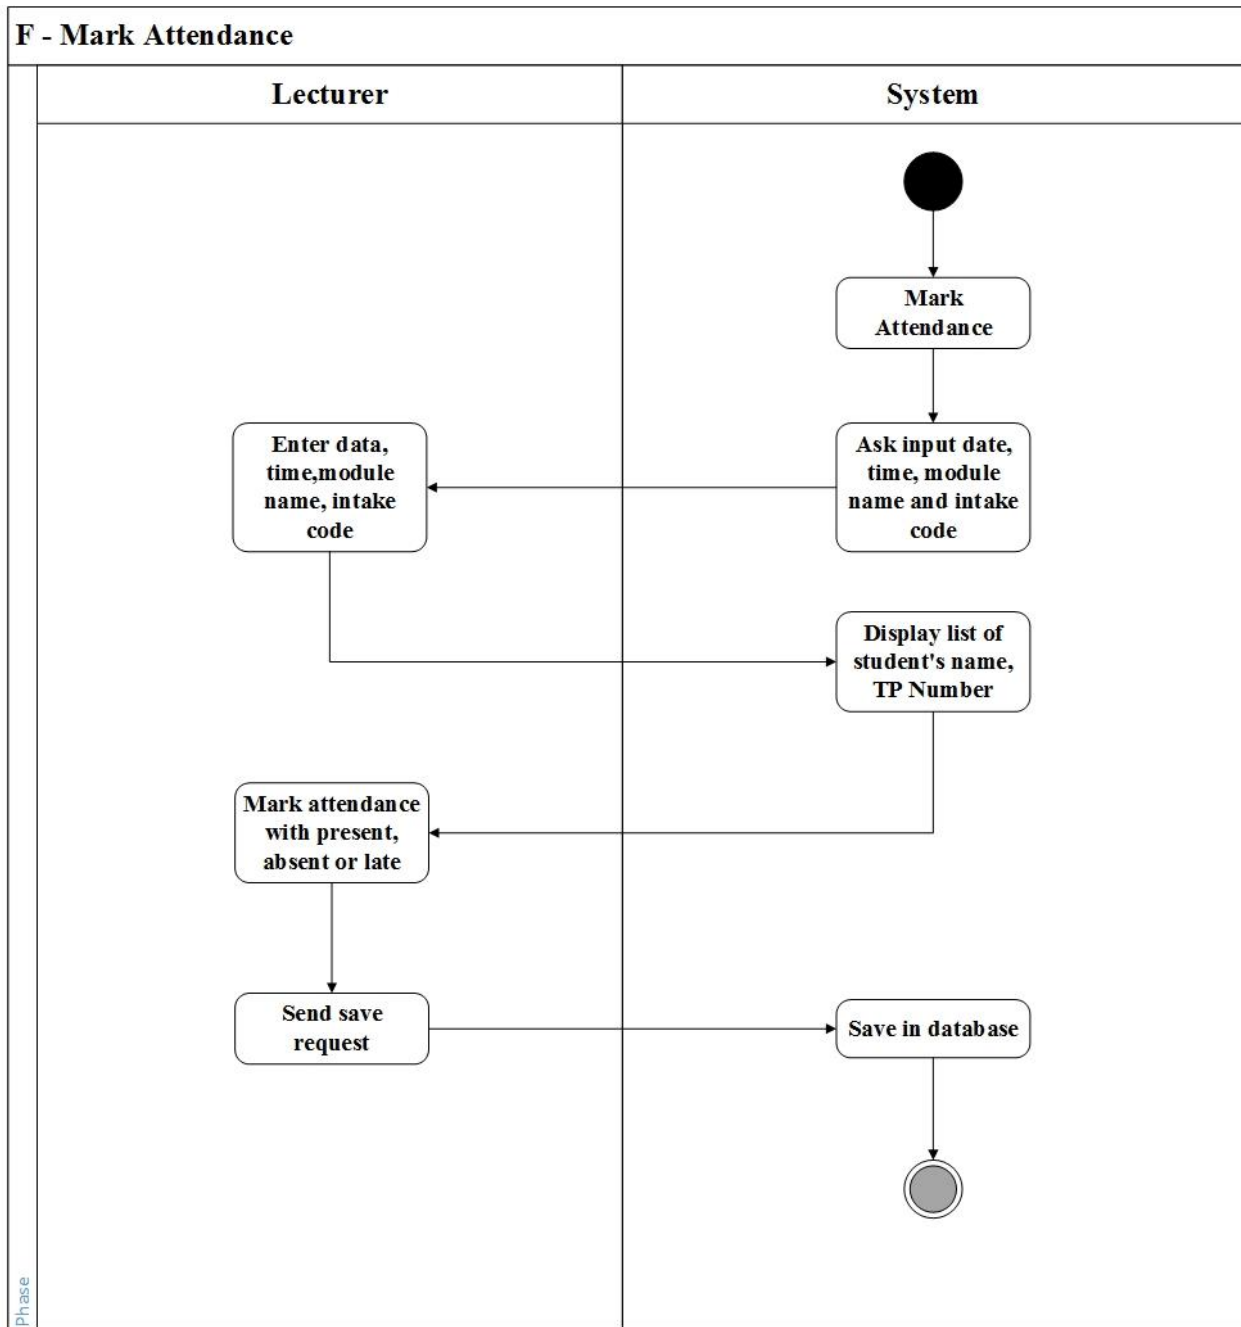 F - Mark Attendance
Lecturer
System
Mark
Attendance
Ask input date,
time, module
name and intake
code
Enter data,
time,module
name, intake
code
Display list of
student's name,
TP Number
Mark attendance
with present,
absent or late
Send save
request
Save in database
Phase